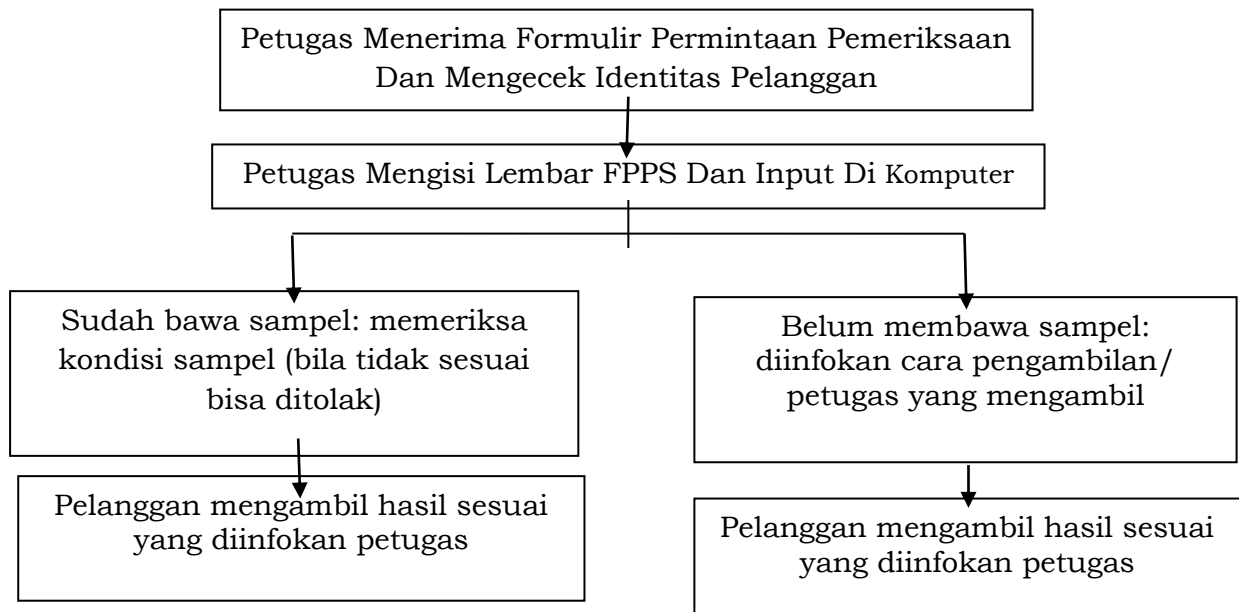 Petugas Menerima Formulir Permintaan Pemeriksaan
Dan Mengecek Identitas Pelanggan
Petugas Mengisi Lembar FPPS Dan Input Di Komputer
Sudah bawa sampel: memeriksa
kondisi sampel (bila tidak sesuai
bisa ditolak)
Belum membawa sampel:
diinfokan cara pengambilan/
petugas yang mengambil
Pelanggan mengambil hasil sesuai
yang diinfokan petugas
Pelanggan mengambil hasil sesuai
yang diinfokan petugas